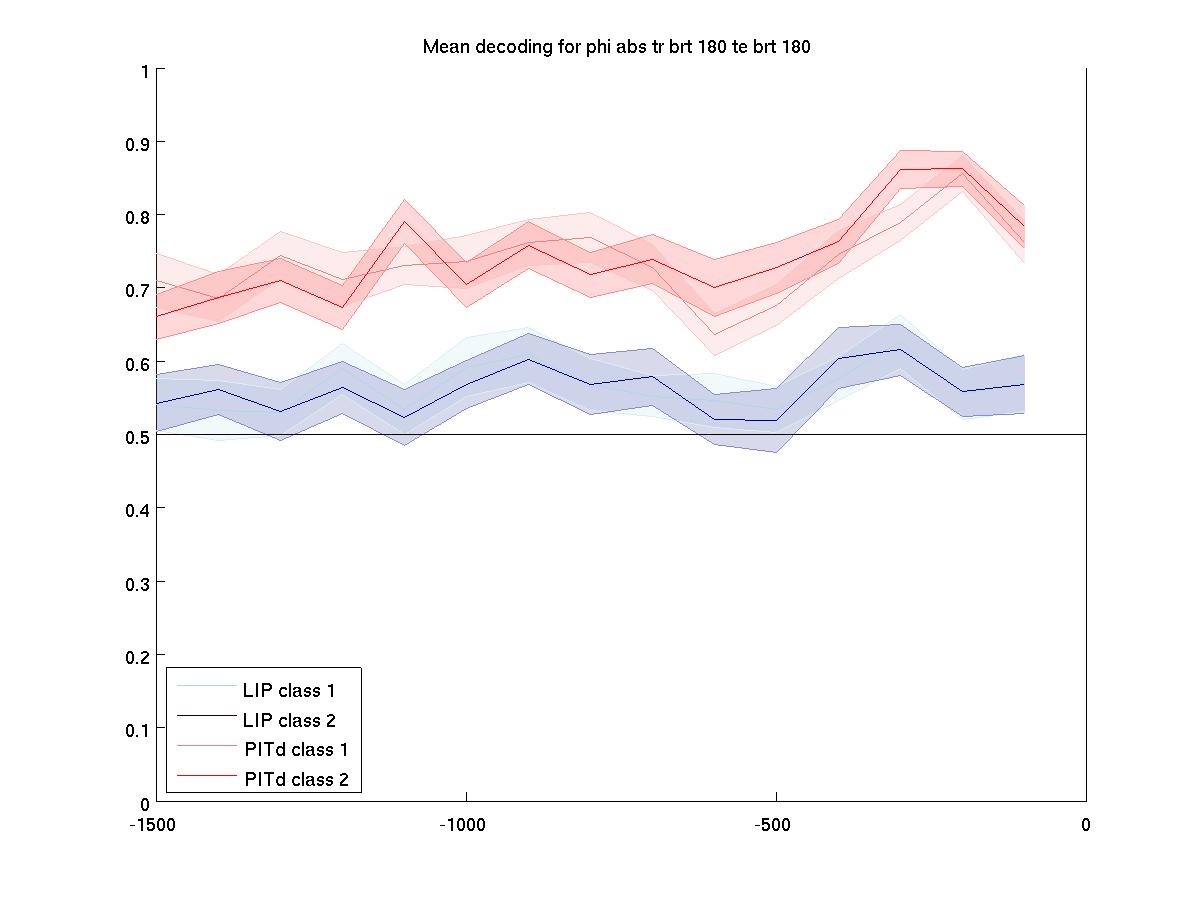 Mean decoding for phi abs tr brt 180 te brt 180
1
0.9
0.8
0.7
0.6
0.5
0.4
0.3
0.2
0.1
0
LIP class 1
LIP class 2
PITd class 1
PITd class 2
-1500 -1000 -500 0